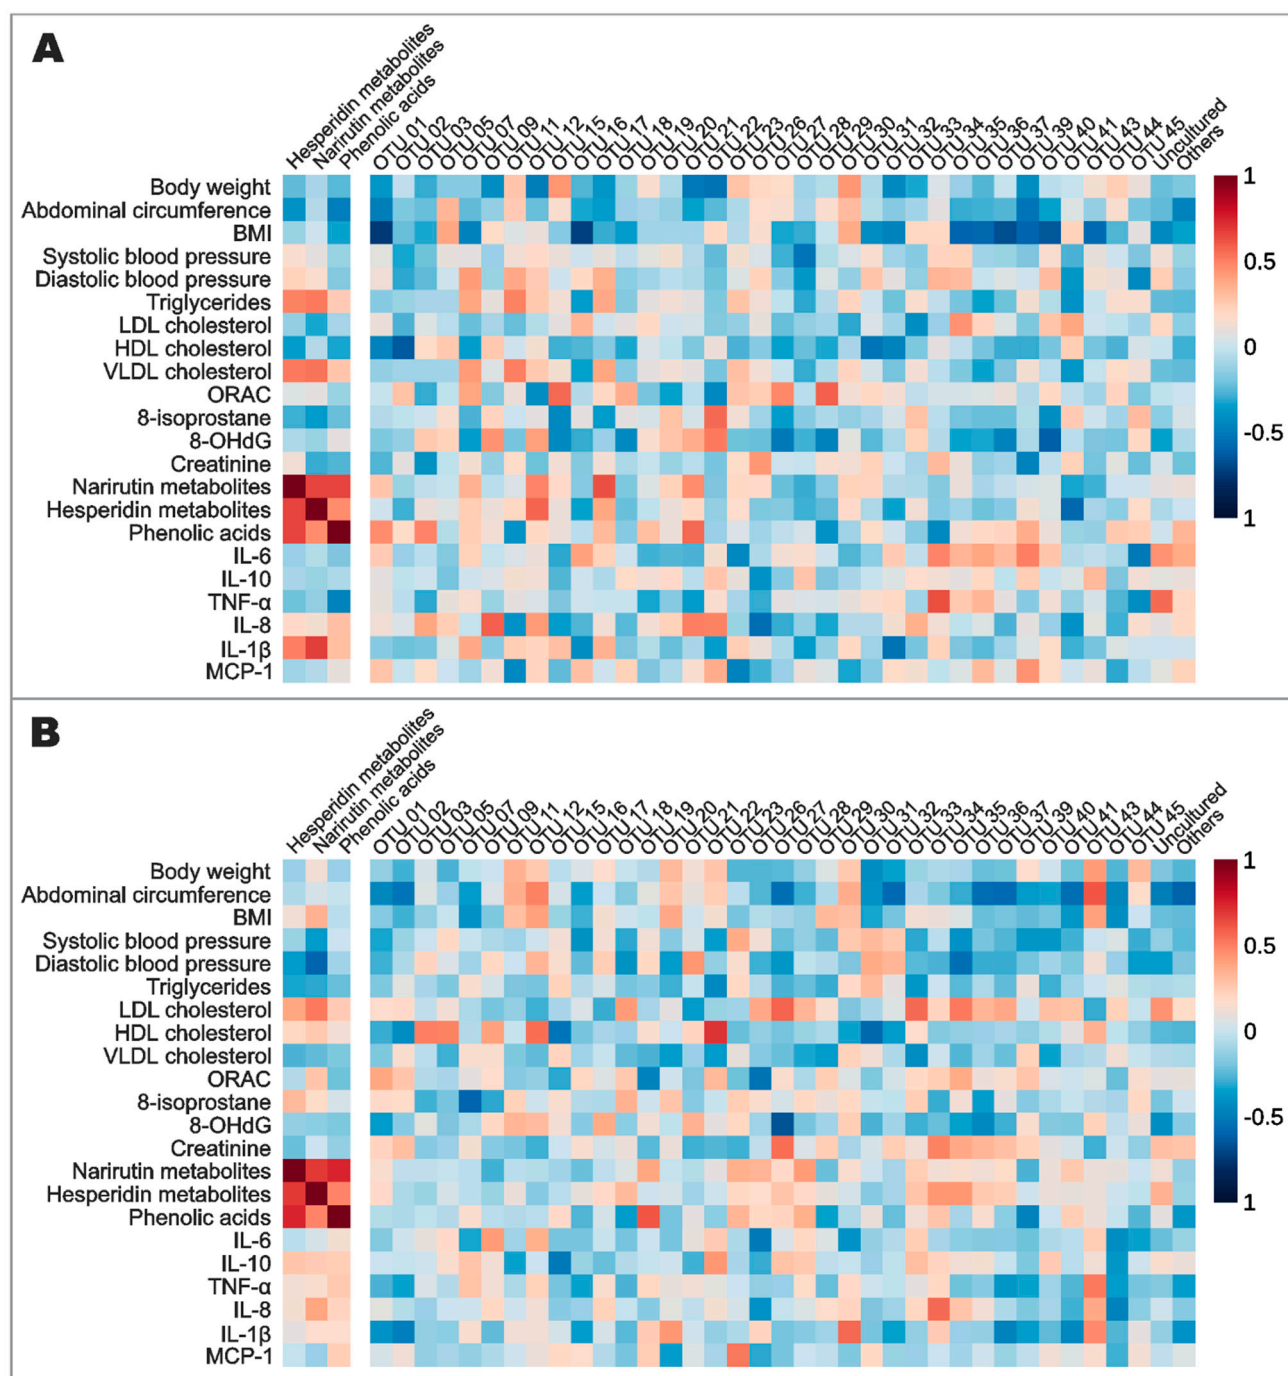 A
Hesperidin metabolites
Narirutin metabolites
Phenolic acids
OTU 01
OTU 02
OTU 03
OTU 05
OTU 07
OTU 09
OTU 11
OTU 12
OTU 15
OTU 16
OTU 17
OTU 18
OTU 19
OTU 20
OTU 21
OTU 22
OTU 23
OTU 26
OTU 27
OTU 28
OTU 29
OTU 30
OTU 31
OTU 32
OTU 33
OTU 34
OTU 35
OTU 36
OTU 37
OTU 39
OTU 40
OTU 41
OTU 43
OTU 44
OTU 45
Uncultured
Others
Body weight
Abdominal circumference
BMI
Systolic blood pressure
Diastolic blood pressure
Triglycerides
LDL cholesterol
HDL cholesterol
VLDL cholesterol
ORAC
8-isoprostane
8-OHdG
Creatinine
Narirutin metabolites
Hesperidin metabolites
Phenolic acids
IL-6
IL-10
TNF-α
IL-8
IL-1β
MCP-1
1
0.5
0
-0.5
1
B
Hesperidin metabolites
Narirutin metabolites
Phenolic acids
OTU 01
OTU 02
OTU 03
OTU 05
OTU 07
OTU 09
OTU 11
OTU 12
OTU 15
OTU 16
OTU 17
OTU 18
OTU 19
OTU 20
OTU 21
OTU 22
OTU 23
OTU 26
OTU 27
OTU 28
OTU 29
OTU 30
OTU 31
OTU 32
OTU 33
OTU 34
OTU 35
OTU 36
OTU 37
OTU 39
OTU 40
OTU 41
OTU 43
OTU 44
OTU 45
Uncultured
Others
Body weight
Abdominal circumference
BMI
Systolic blood pressure
Diastolic blood pressure
Triglycerides
LDL cholesterol
HDL cholesterol
VLDL cholesterol
ORAC
8-isoprostane
8-OHdG
Creatinine
Narirutin metabolites
Hesperidin metabolites
Phenolic acids
IL-6
IL-10
TNF-α
IL-8
IL-1β
MCP-1
1
0.5
0
-0.5
1